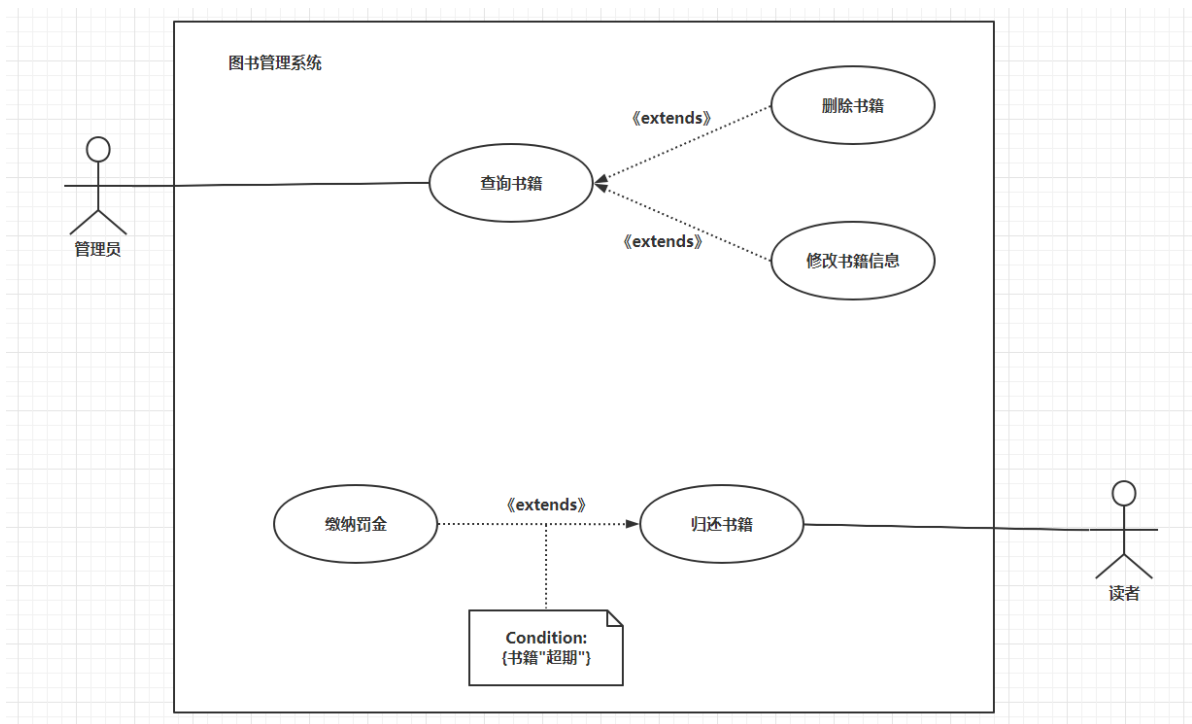 图书管理系统
《extends》
删除书籍
查询书籍
管理员
《extends》
修改书籍信息
缴纳罚金
《extends》
归还书籍
读者
Condition:
{书籍"超期"}